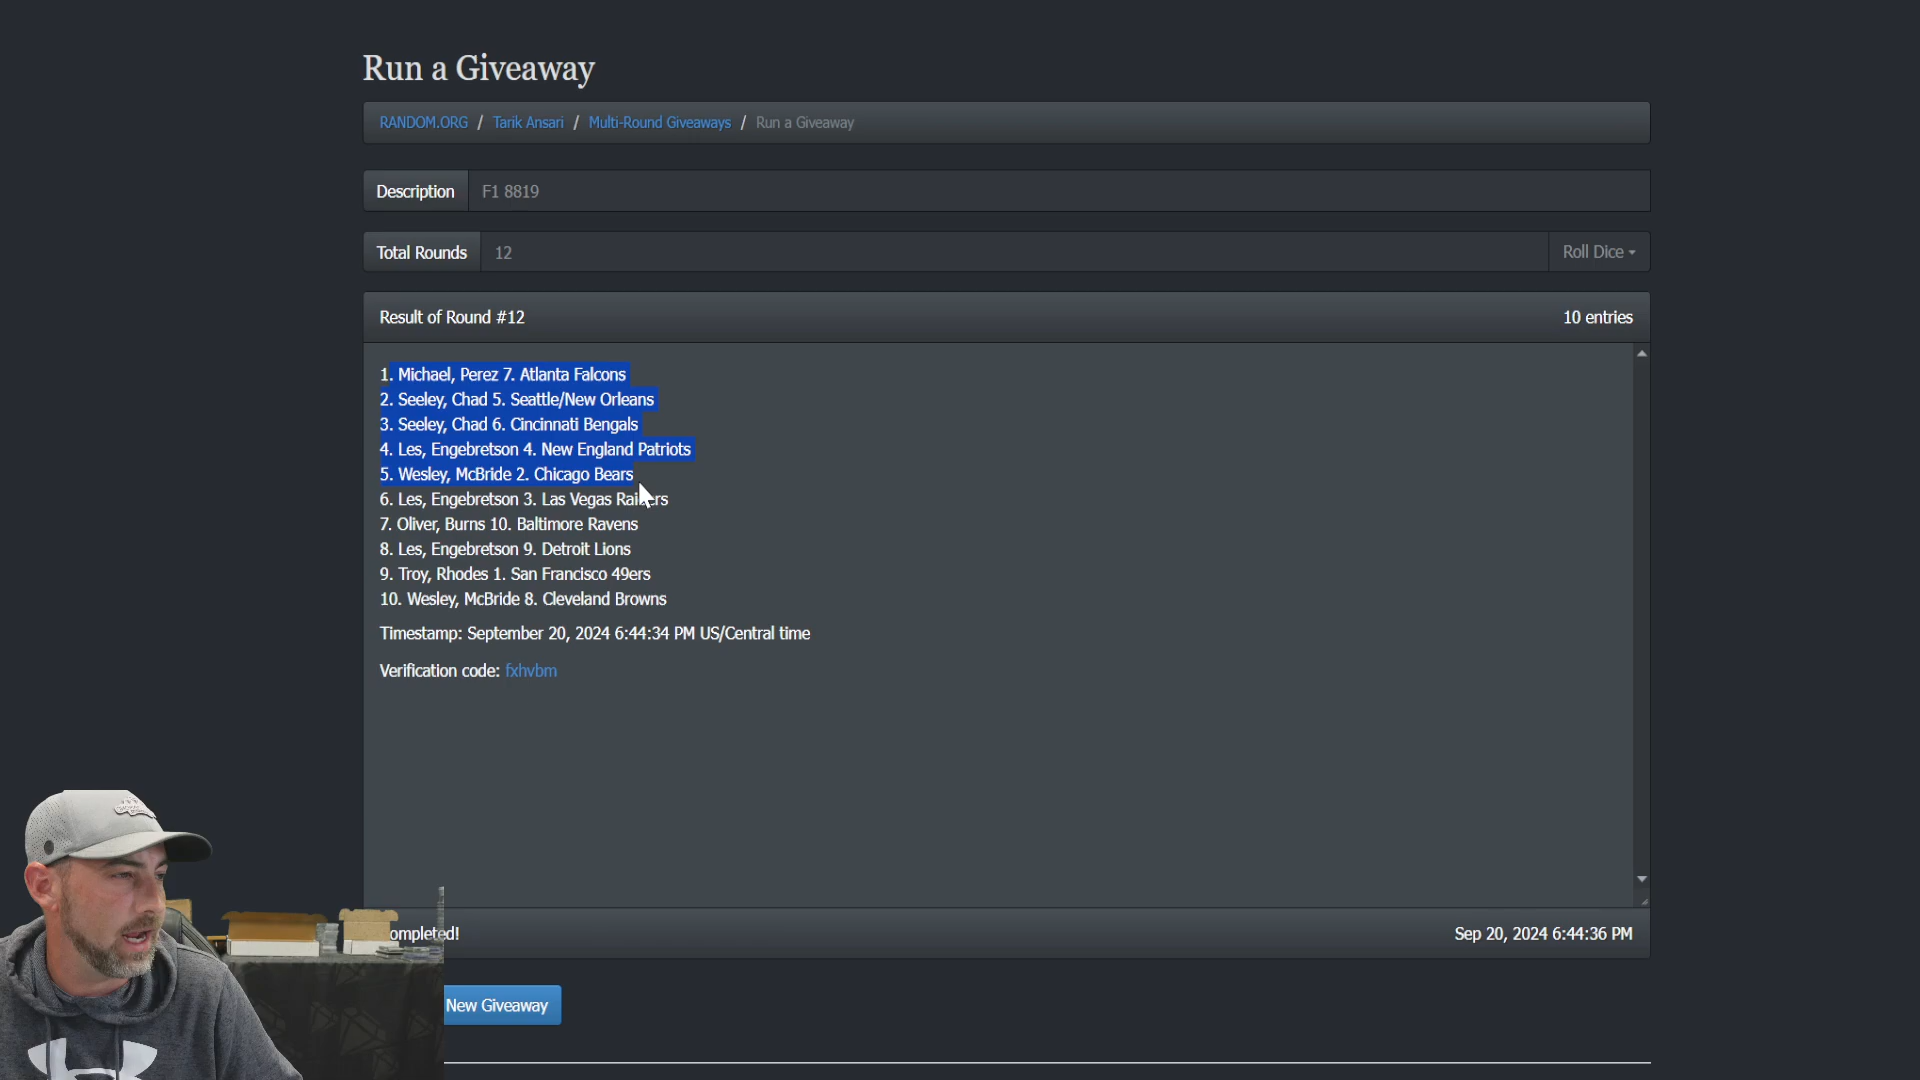 Run a Giveaway
RANDOM.ORG / Tarik Ansari / Multi-Round Giveaways / Run a Giveaway
Description F1 8819
Total Rounds 12 Roll Dice
Result of Round #12 10 entries
1. Michael, Perez 7. Atlanta Falcons
2. Seeley, Chad 5. Seattle/New Orleans
3. Seeley, Chad 6. Cincinnati Bengals
4. Les, Engebretson 4. New England Patriots
5. Wesley, McBride 2. Chicago Bears
6. Les, Engebretson 3. Las Vegas Raiders
7. Oliver, Burns 10. Baltimore Ravens
8. Les, Engebretson 9. Detroit Lions
9. Troy, Rhodes 1. San Francisco 49ers
10. Wesley, McBride 8. Cleveland Browns
Timestamp: September 20, 2024 6:44:34 PM US/Central time
Verification code: fxhvbm
ompleted! Sep 20, 2024 6:44:36 PM
New Giveaway